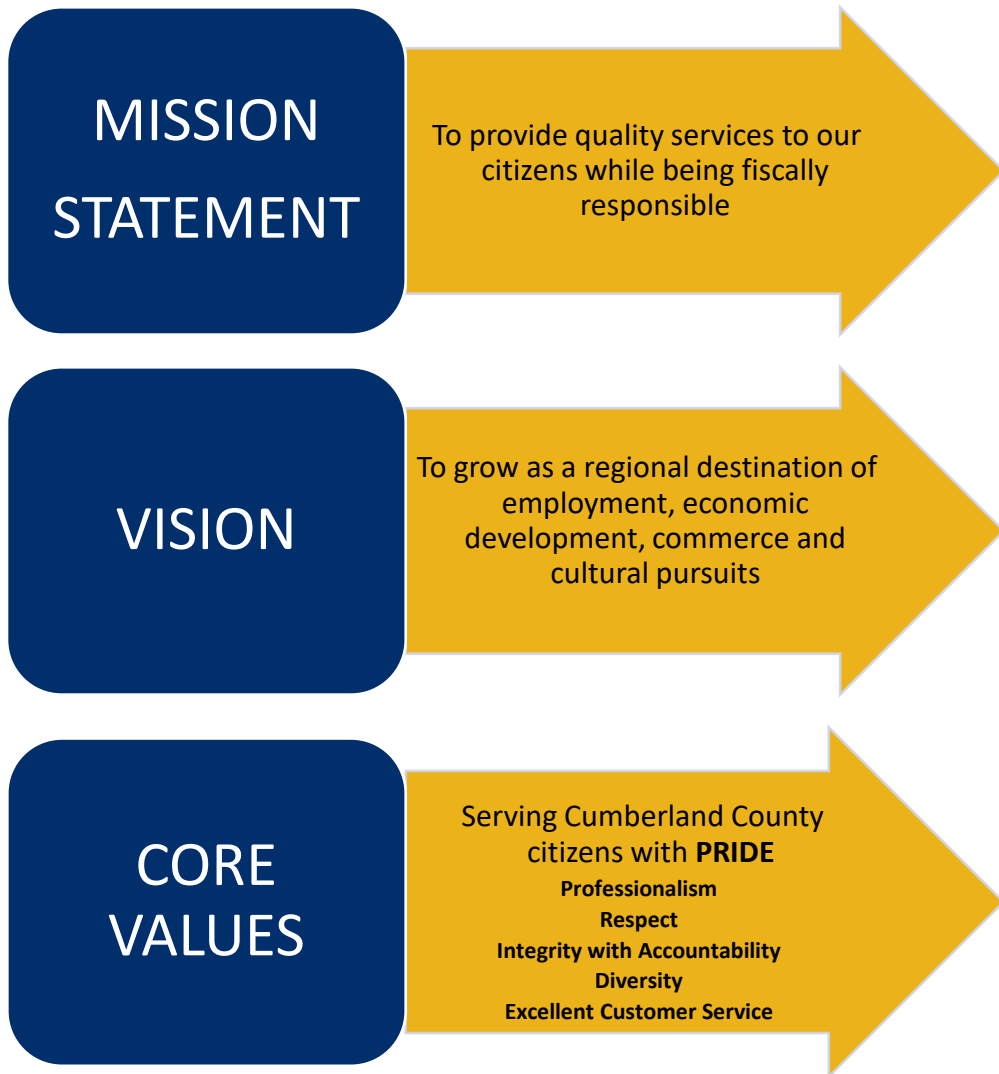 MISSION
STATEMENT
To provide quality services to our
citizens while being fiscally
responsible
VISION
To grow as a regional destination of
employment, economic
development, commerce and
cultural pursuits
CORE
VALUES
Serving Cumberland County
citizens with PRIDE
Professionalism
Respect
Integrity with Accountability
Diversity
Excellent Customer Service